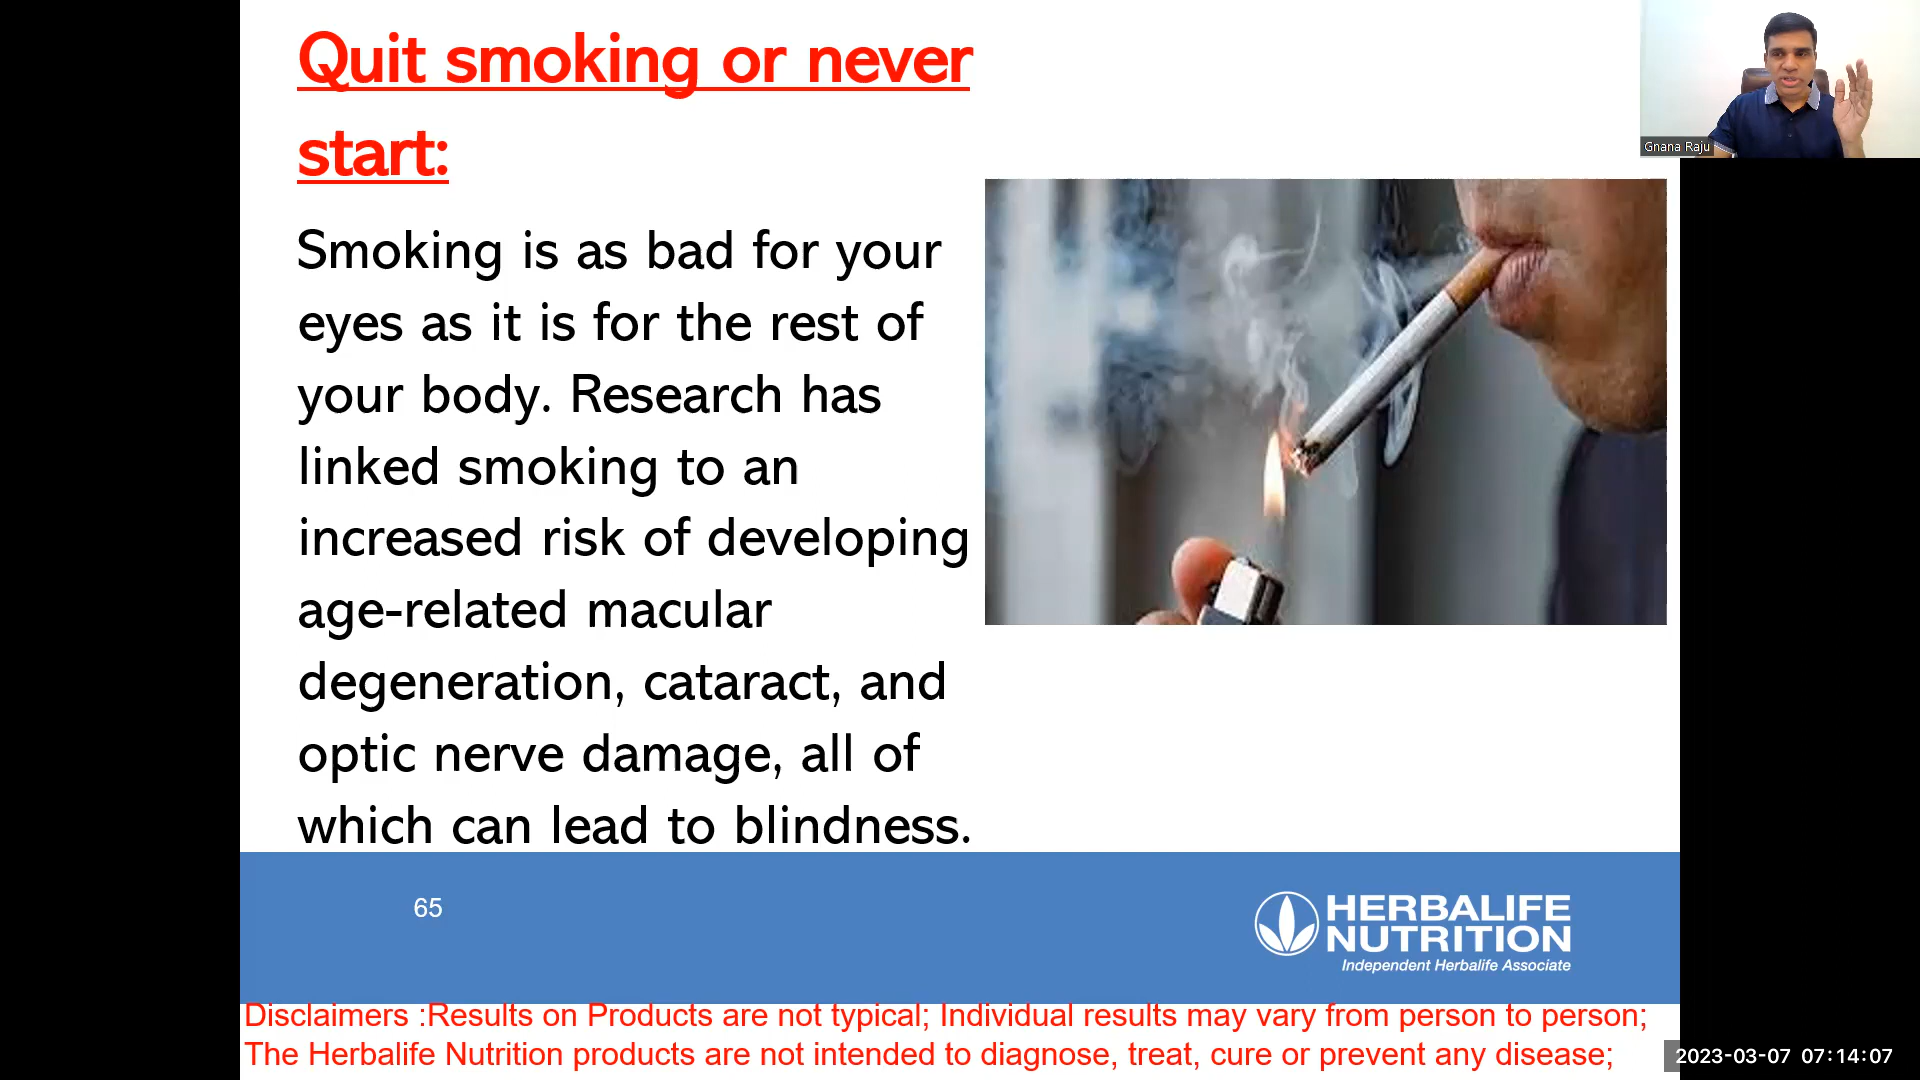 Quit smoking or never
start:
Smoking is as bad for your
eyes as it is for the rest of
your body. Research has
linked smoking to an
increased risk of developing
age-related macular
degeneration, cataract, and
optic nerve damage, all of
which can lead to blindness.
Gnana Raju
65
HERBALIFE
NUTRITION
Independent Herbalife Associate
Disclaimers :Results on Products are not typical; Individual results may vary from person to person;
The Herbalife Nutrition products are not intended to diagnose, treat, cure or prevent any disease;
2023-03-07 07:14:07